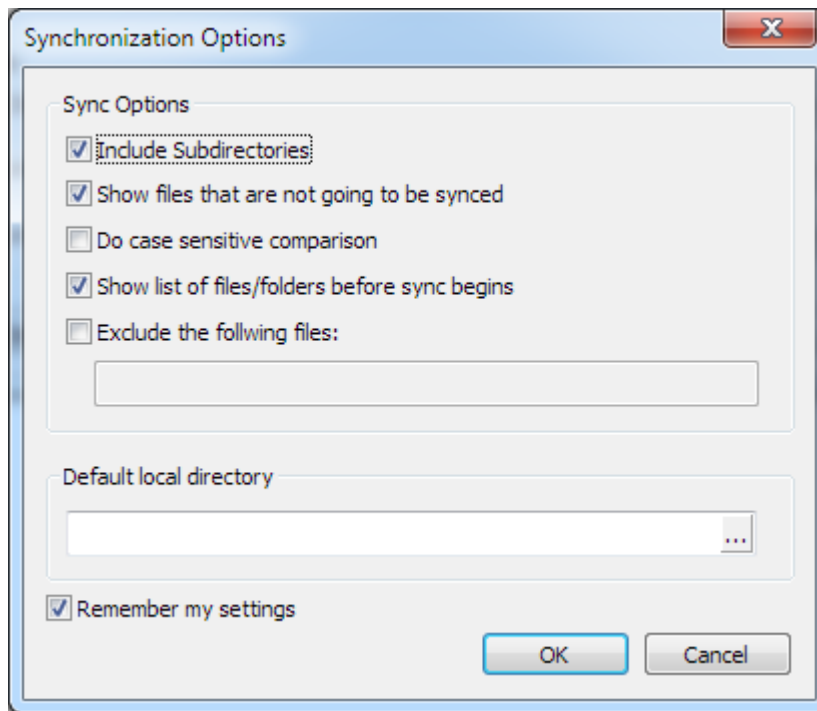 Synchronization Options
Sync Options
Include Subdirectories
Show files that are not going to be synced
Do case sensitive comparison
Show list of files/folders before sync begins
Exclude the follwing files:
Default local directory
...
Remember my settings
OK Cancel